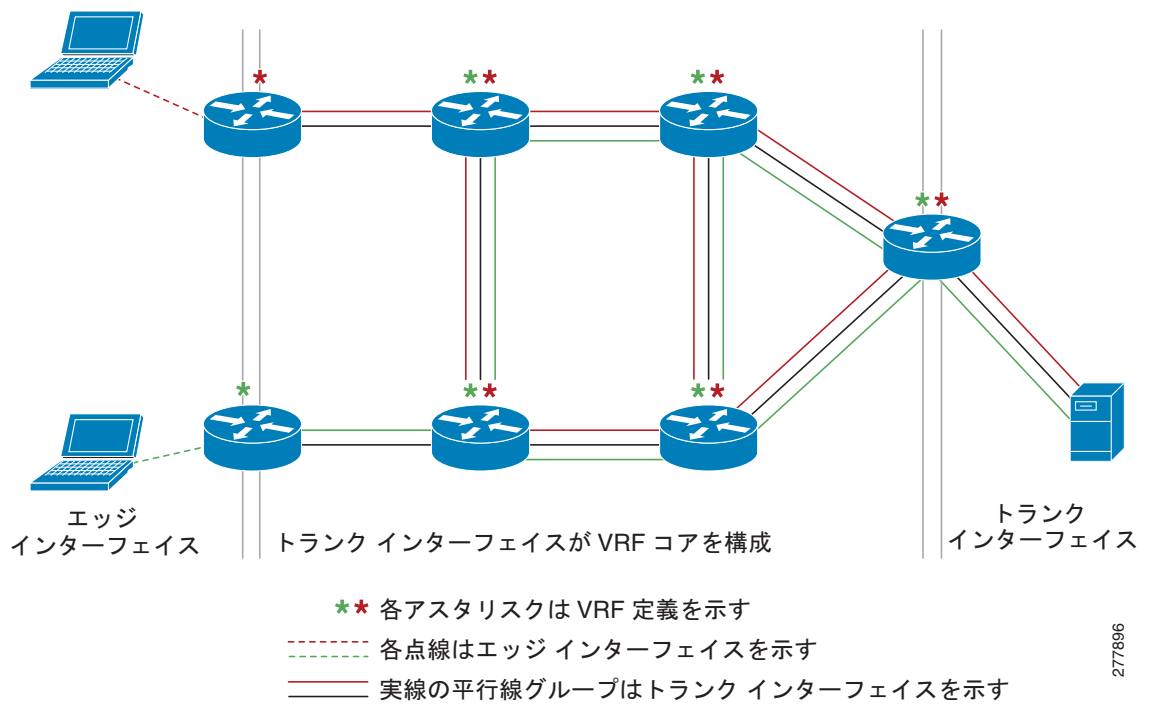 * *
* *
* *
* *
* *
* *
*
エッジ
インターフェイス
トランク インターフェイスが VRF コアを構成
トランク
インターフェイス
** 各アスタリスクは VRF 定義を示す
各点線はエッジ インターフェイスを示す
実線の平行線グループはトランク インターフェイスを示す
277896